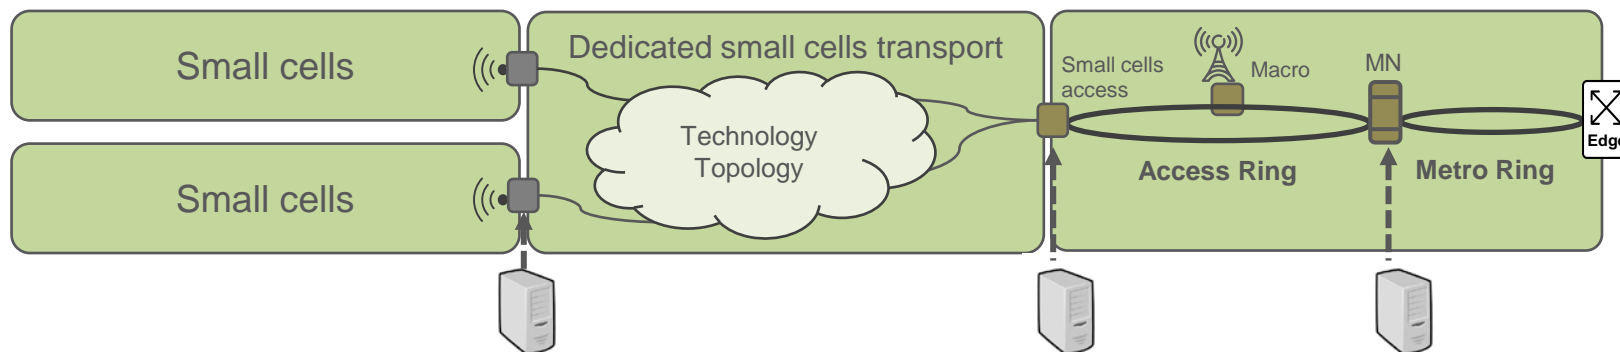 Small cells
Small cells
Dedicated small cells transport
Technology
Topology
Small cells
access
Macro
MN
Access Ring
Metro Ring
Edge